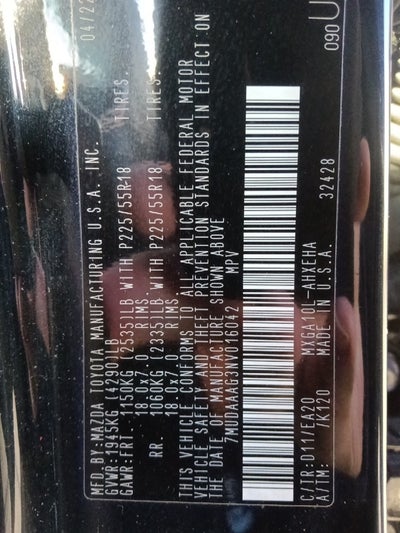 04/22
MFD.BY:MAZDA TOYOTA MANUFACTURING U.S.A. INC.
GVWR:1945KG (4290)LB
GAWR:FRT. 1150KG (2535)LB WITH P225/55R18 TIRES.
18.0x7.0 RIMS
RR. 1060KG (2335)LB WITH P225/55R18 TIRES.
18.0x7.0 RIMS
THIS VEHICLE CONFORMS TO ALL APPLICABLE FEDERAL MOTOR
VEHICLE SAFETY AND THEFT PREVENTION STANDARDS IN EFFECT ON
THE DATE OF MANUFACTURE SHOWN ABOVE
7MUDAAAG3NV016042 MPV
C/TR:D11/EA20 MXGA10L-AHXEHA
A/TM: /K120 MADE IN U.S.A. 32428
090U